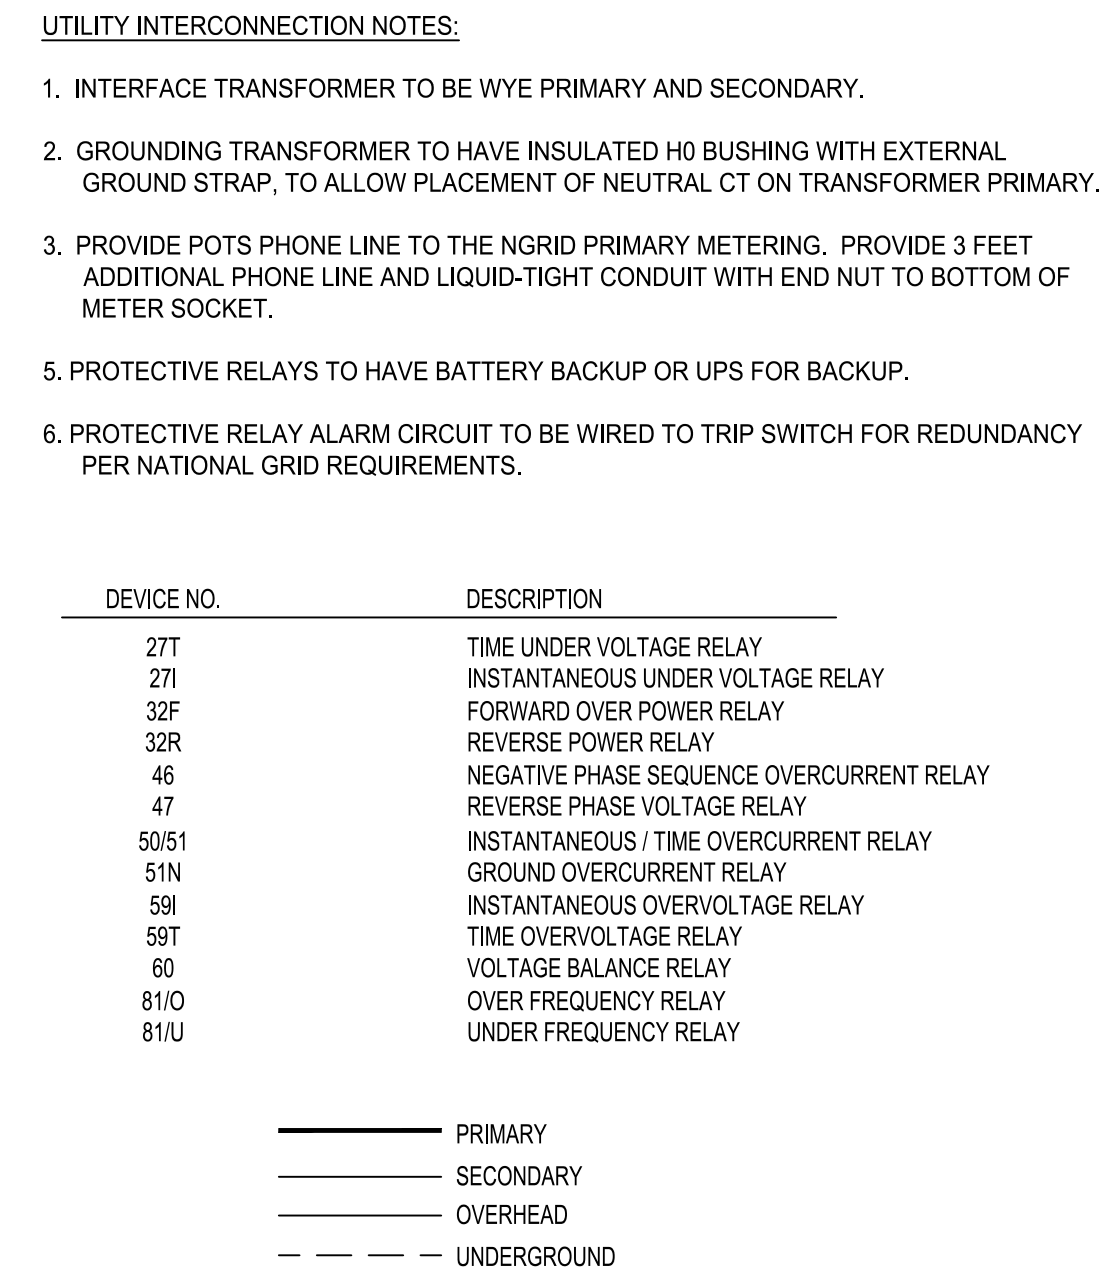 UTILITY INTERCONNECTION NOTES:
1. INTERFACE TRANSFORMER TO BE WYE PRIMARY AND SECONDARY.
2. GROUNDING TRANSFORMER TO HAVE INSULATED H0 BUSHING WITH EXTERNAL
GROUND STRAP, TO ALLOW PLACEMENT OF NEUTRAL CT ON TRANSFORMER PRIMARY.
3. PROVIDE POTS PHONE LINE TO THE NGRID PRIMARY METERING. PROVIDE 3 FEET
ADDITIONAL PHONE LINE AND LIQUID-TIGHT CONDUIT WITH END NUT TO BOTTOM OF
METER SOCKET.
5. PROTECTIVE RELAYS TO HAVE BATTERY BACKUP OR UPS FOR BACKUP.
6. PROTECTIVE RELAY ALARM CIRCUIT TO BE WIRED TO TRIP SWITCH FOR REDUNDANCY
PER NATIONAL GRID REQUIREMENTS.
DEVICE NO. DESCRIPTION
27T TIME UNDER VOLTAGE RELAY
27I INSTANTANEOUS UNDER VOLTAGE RELAY
32F FORWARD OVER POWER RELAY
32R REVERSE POWER RELAY
46 NEGATIVE PHASE SEQUENCE OVERCURRENT RELAY
47 REVERSE PHASE VOLTAGE RELAY
50/51 INSTANTANEOUS / TIME OVERCURRENT RELAY
51N GROUND OVERCURRENT RELAY
59I INSTANTANEOUS OVERVOLTAGE RELAY
59T TIME OVERVOLTAGE RELAY
60 VOLTAGE BALANCE RELAY
81/O OVER FREQUENCY RELAY
81/U UNDER FREQUENCY RELAY
PRIMARY
SECONDARY
OVERHEAD
UNDERGROUND